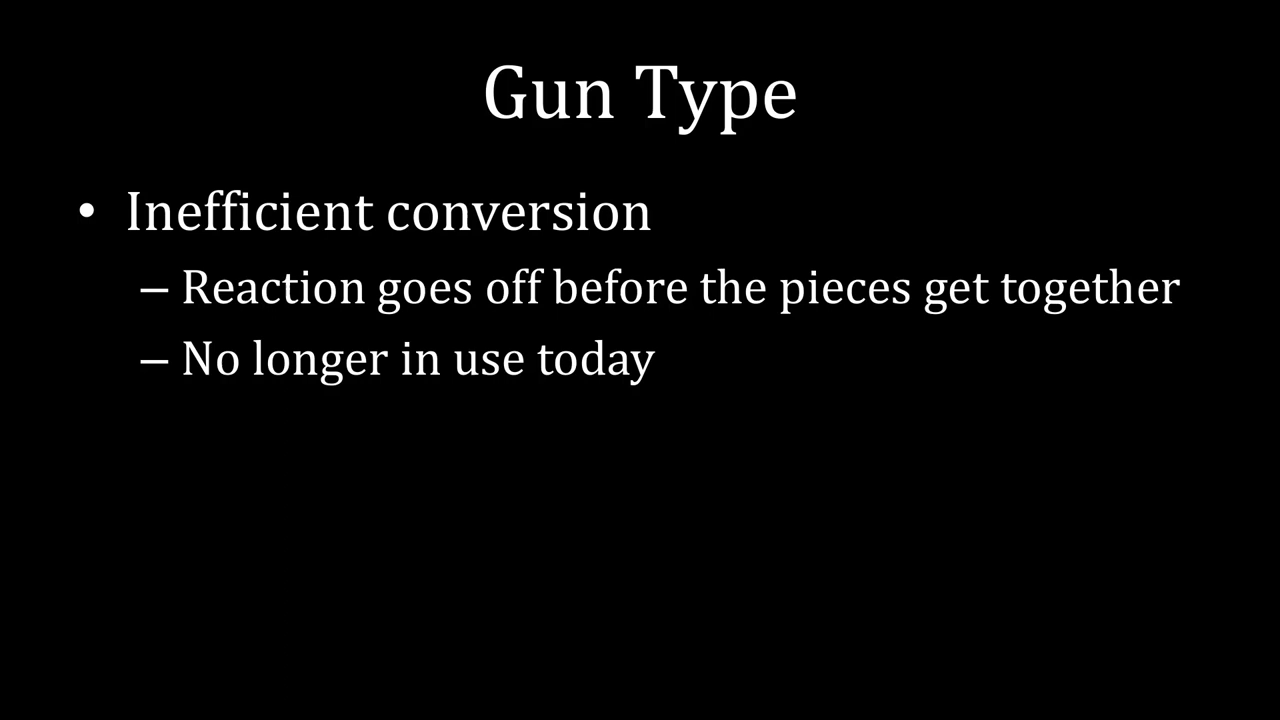 Gun Type
• Inefficient conversion
– Reaction goes off before the pieces get together
– No longer in use today